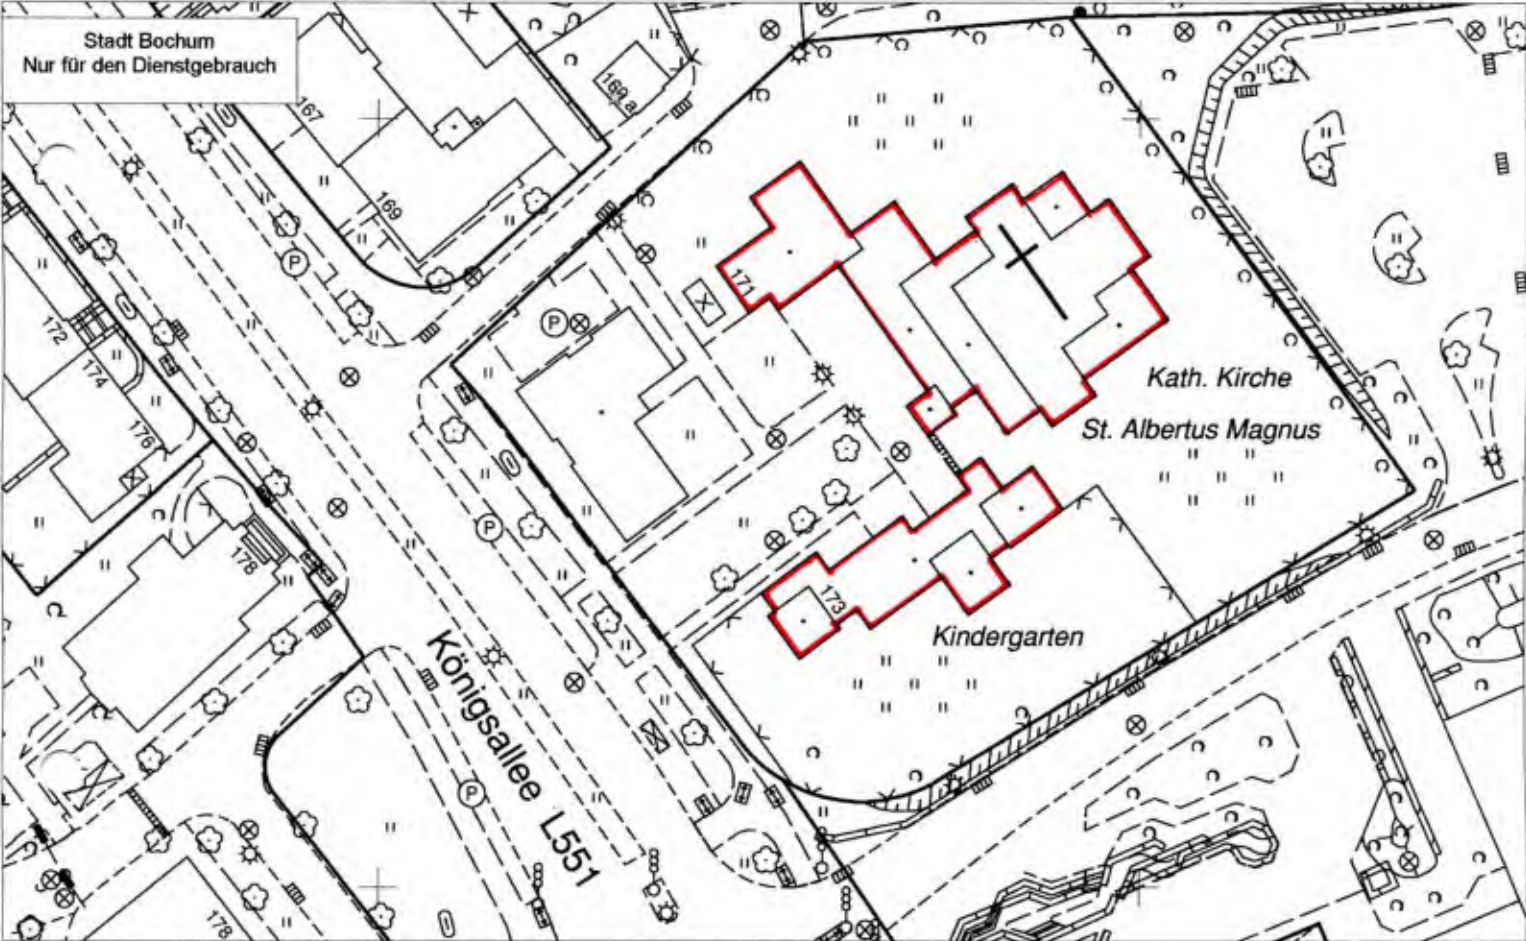 Stadt Bochum
Nur für den Dienstgebrauch
167
169 a
169
171
172
174
176
178
Kath. Kirche
St. Albertus Magnus
173
Kindergarten
Königsallee L551
178
P
P
P
P